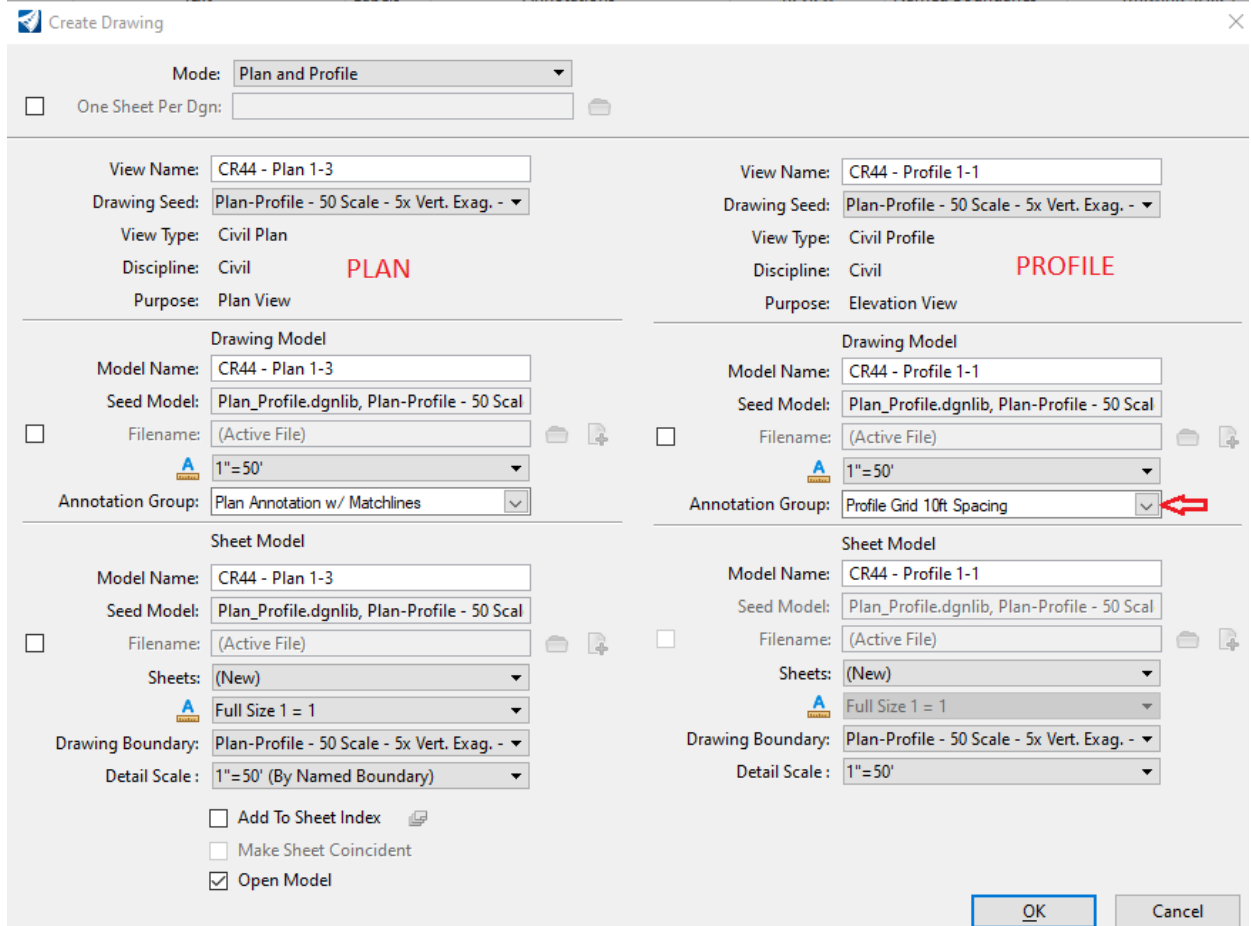 Create Drawing
Mode: Plan and Profile
One Sheet Per Dgn:
View Name: CR44 - Plan 1-3
Drawing Seed: Plan-Profile - 50 Scale - 5x Vert. Exag. -
View Type: Civil Plan
Discipline: Civil
PLAN
Purpose: Plan View
Drawing Model
Model Name: CR44 - Plan 1-3
Seed Model: Plan_Profile.dgnlib, Plan-Profile - 50 Scal
Filename: (Active File)
A 1"=50'
Annotation Group: Plan Annotation w/ Matchlines
Sheet Model
Model Name: CR44 - Plan 1-3
Seed Model: Plan_Profile.dgnlib, Plan-Profile - 50 Scal
Filename: (Active File)
Sheets: (New)
A Full Size 1 = 1
Drawing Boundary: Plan-Profile - 50 Scale - 5x Vert. Exag. -
Detail Scale : 1"=50' (By Named Boundary)
Add To Sheet Index
Make Sheet Coincident
Open Model
View Name: CR44 - Profile 1-1
Drawing Seed: Plan-Profile - 50 Scale - 5x Vert. Exag. -
View Type: Civil Profile
Discipline: Civil
PROFILE
Purpose: Elevation View
Drawing Model
Model Name: CR44 - Profile 1-1
Seed Model: Plan_Profile.dgnlib, Plan-Profile - 50 Scal
Filename: (Active File)
A 1"=50'
Annotation Group: Profile Grid 10ft Spacing
Sheet Model
Model Name: CR44 - Profile 1-1
Seed Model: Plan_Profile.dgnlib, Plan-Profile - 50 Scal
Filename: (Active File)
Sheets: (New)
A Full Size 1 = 1
Drawing Boundary: Plan-Profile - 50 Scale - 5x Vert. Exag. -
Detail Scale : 1"=50'
OK Cancel